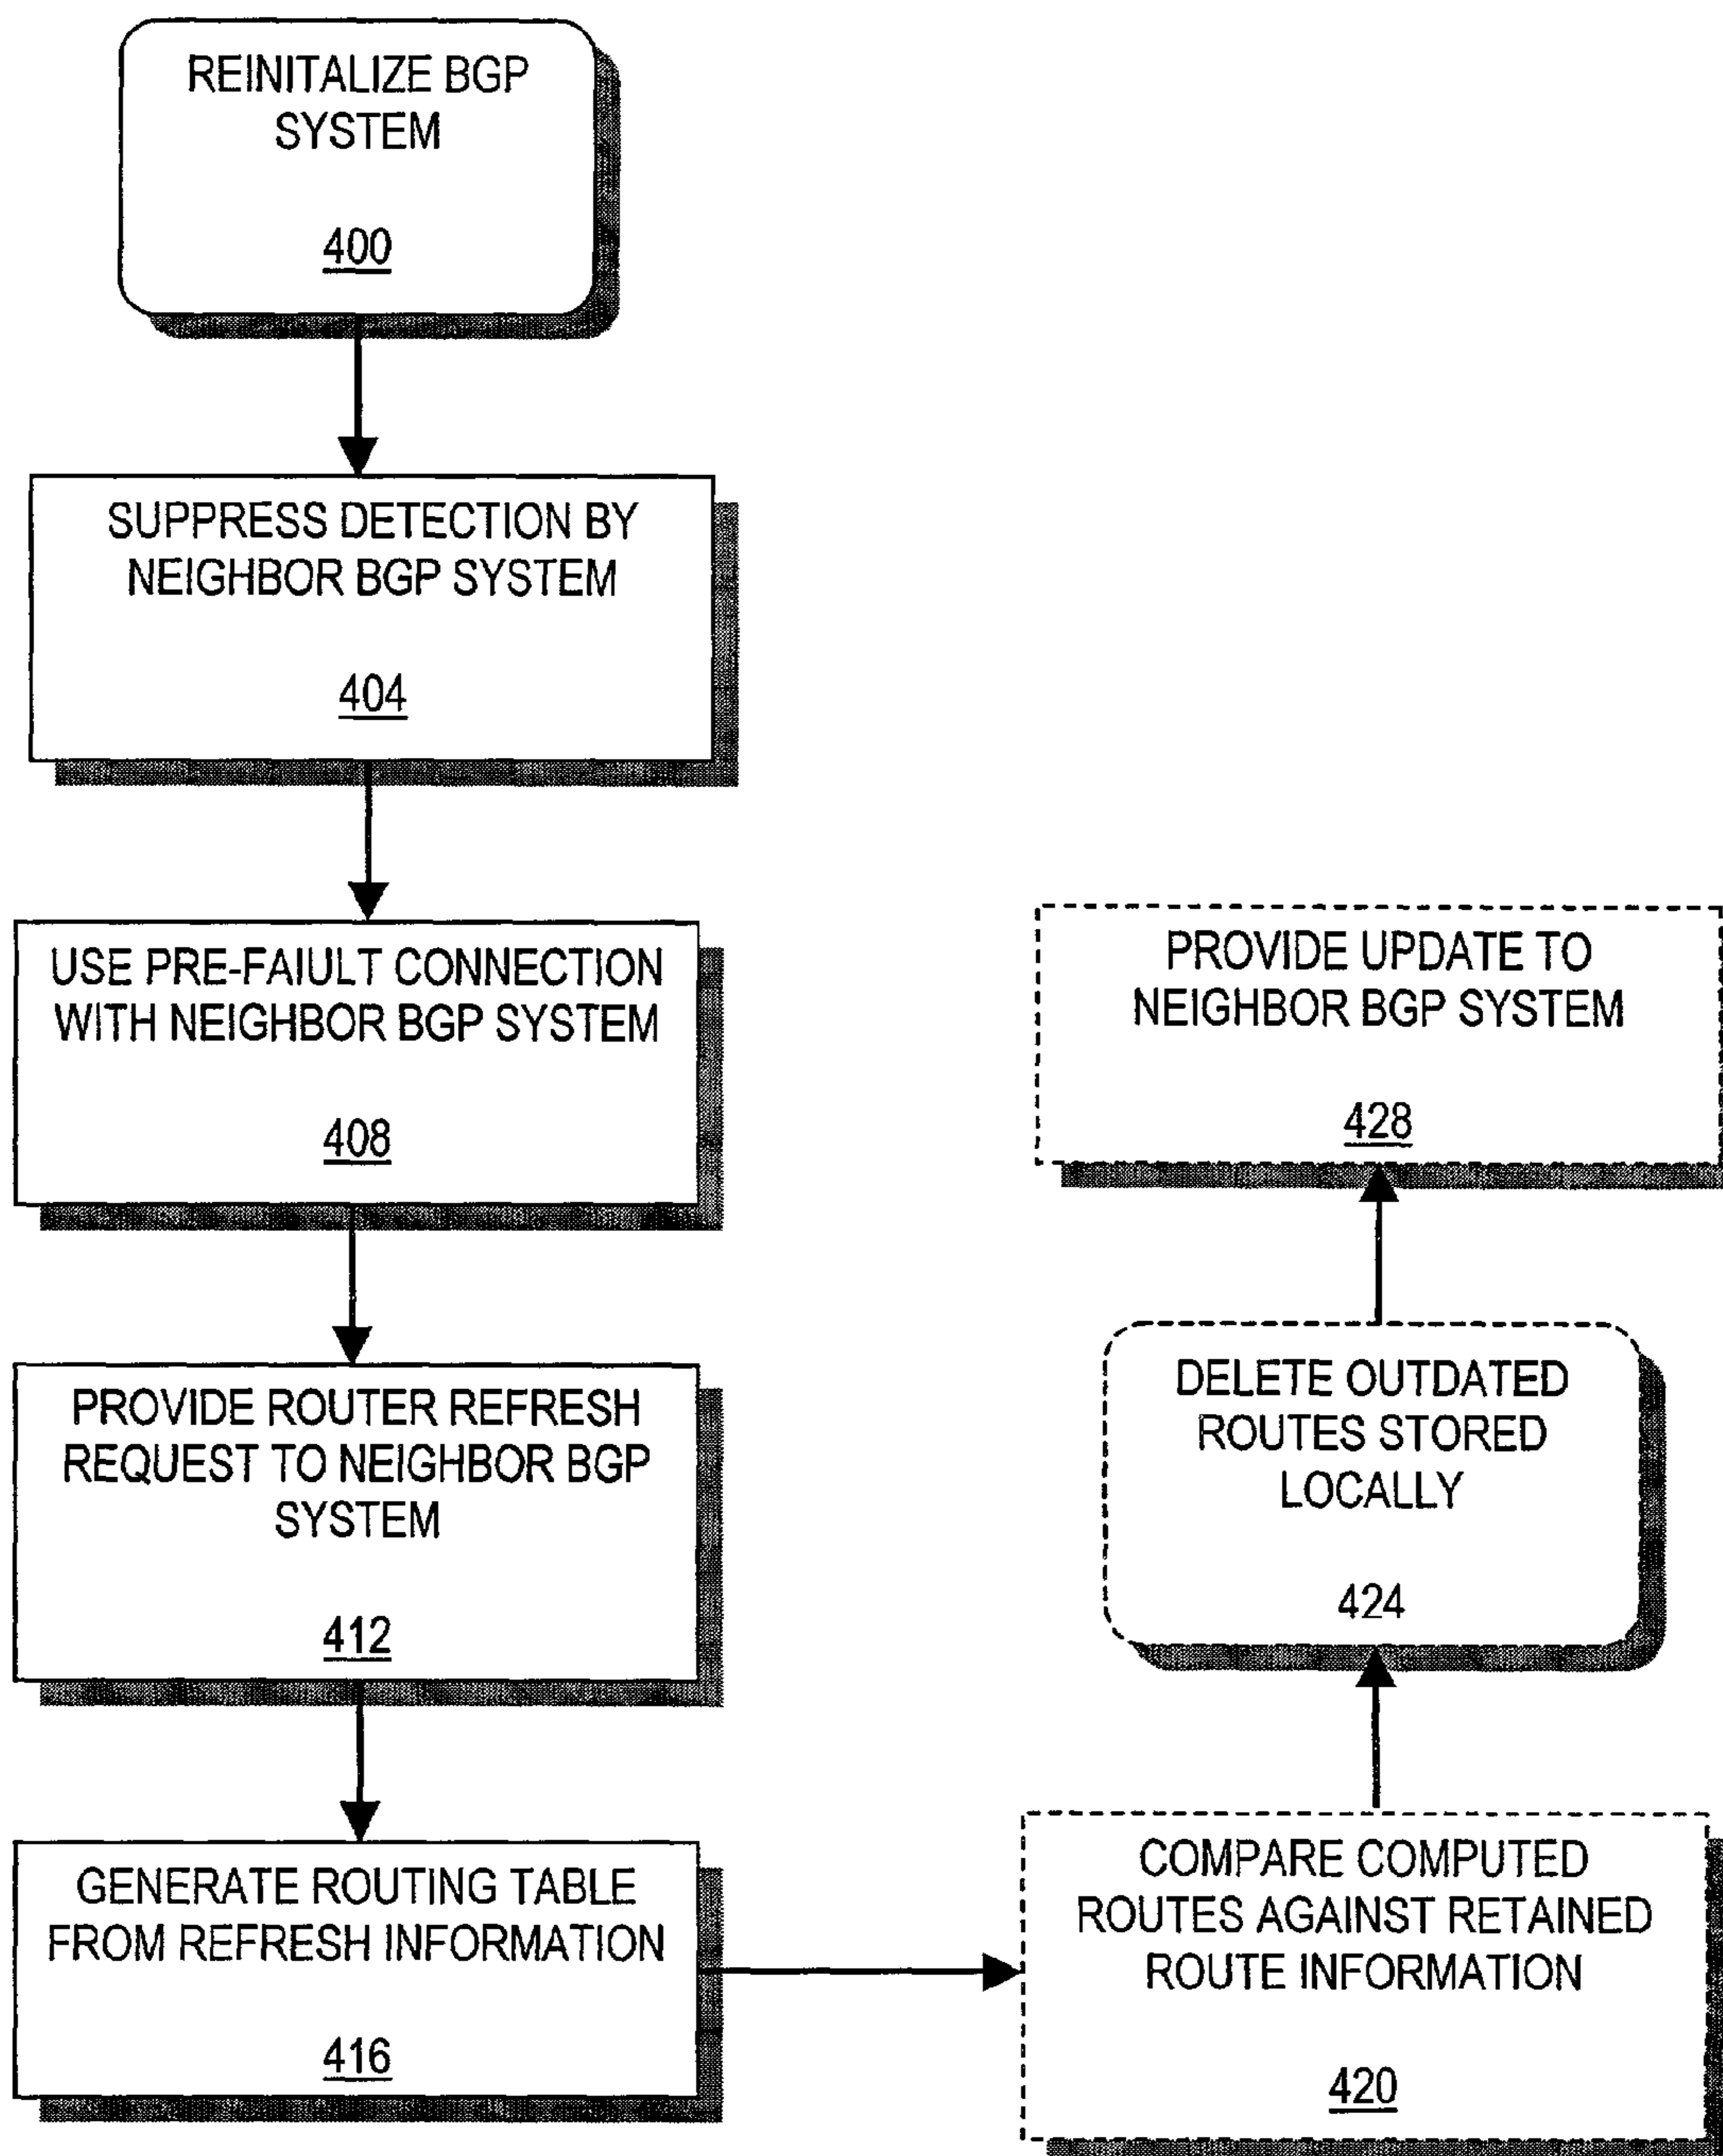 REINITALIZE BGP
SYSTEM
400
SUPPRESS DETECTION BY
NEIGHBOR BGP SYSTEM
404
USE PRE-FAIULT CONNECTION
WITH NEIGHBOR BGP SYSTEM
408
PROVIDE ROUTER REFRESH
REQUEST TO NEIGHBOR BGP
SYSTEM
412
GENERATE ROUTING TABLE
FROM REFRESH INFORMATION
416
COMPARE COMPUTED
ROUTES AGAINST RETAINED
ROUTE INFORMATION
420
DELETE OUTDATED
ROUTES STORED
LOCALLY
424
PROVIDE UPDATE TO
NEIGHBOR BGP SYSTEM
428